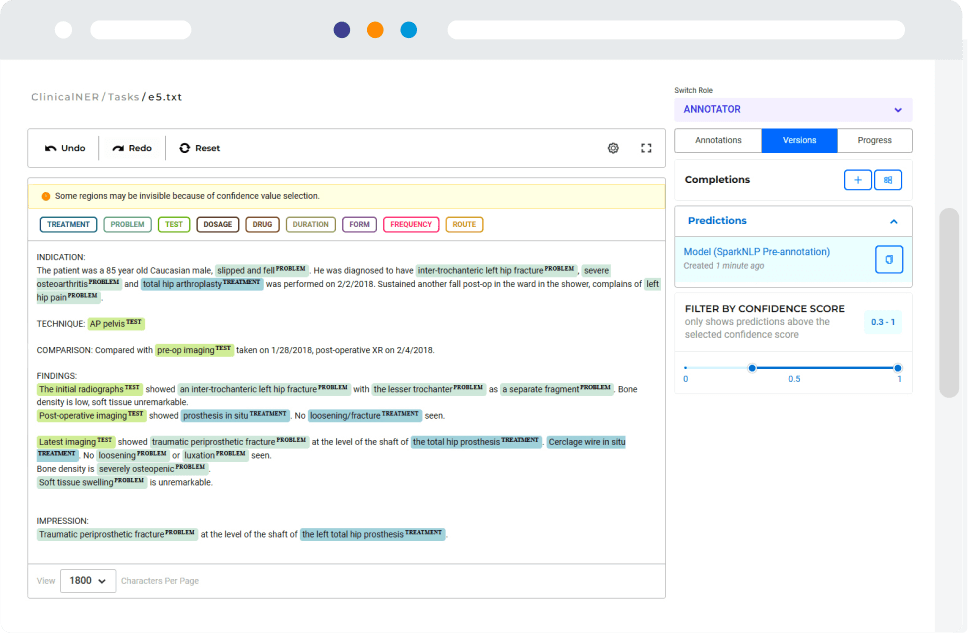 ClinicalNER / Tasks / e5.txt
Switch Role
ANNOTATOR
Undo Redo Reset
Annotations Versions Progress
Completions
Some regions may be invisible because of confidence value selection.
TREATMENT PROBLEM TEST DOSAGE DRUG DURATION FORM FREQUENCY ROUTE
Predictions
Model (SparkNLP Pre-annotation)
Created 1 minute ago
FILTER BY CONFIDENCE SCORE
only shows predictions above the
selected confidence score
0.3 - 1
0 0.5 1
INDICATION:
The patient was a 85 year old Caucasian male, slipped and fell PROBLEM . He was diagnosed to have inter-trochanteric left hip fracture PROBLEM , severe
osteoarthritis PROBLEM and total hip arthroplasty TREATMENT was performed on 2/2/2018. Sustained another fall post-op in the ward in the shower, complains of left
hip pain PROBLEM .
TECHNIQUE: AP pelvis TEST
COMPARISON: Compared with pre-op imaging TEST taken on 1/28/2018, post-operative XR on 2/4/2018.
FINDINGS:
The initial radiographs TEST showed an inter-trochanteric left hip fracture PROBLEM with the lesser trochanter PROBLEM as a separate fragment PROBLEM . Bone
density is low, soft tissue unremarkable.
Post-operative imaging TEST showed prosthesis in situ TREATMENT . No loosening/fracture TREATMENT seen.
Latest imaging TEST showed traumatic periprosthetic fracture PROBLEM at the level of the shaft of the total hip prosthesis TREATMENT . Cerclage wire in situ
TREATMENT . No loosening PROBLEM or luxation PROBLEM seen.
Bone density is severely osteopenic PROBLEM .
Soft tissue swelling PROBLEM is unremarkable.
IMPRESSION:
Traumatic periprosthetic fracture PROBLEM at the level of the shaft of the left total hip prosthesis TREATMENT .
View 1800 Characters Per Page